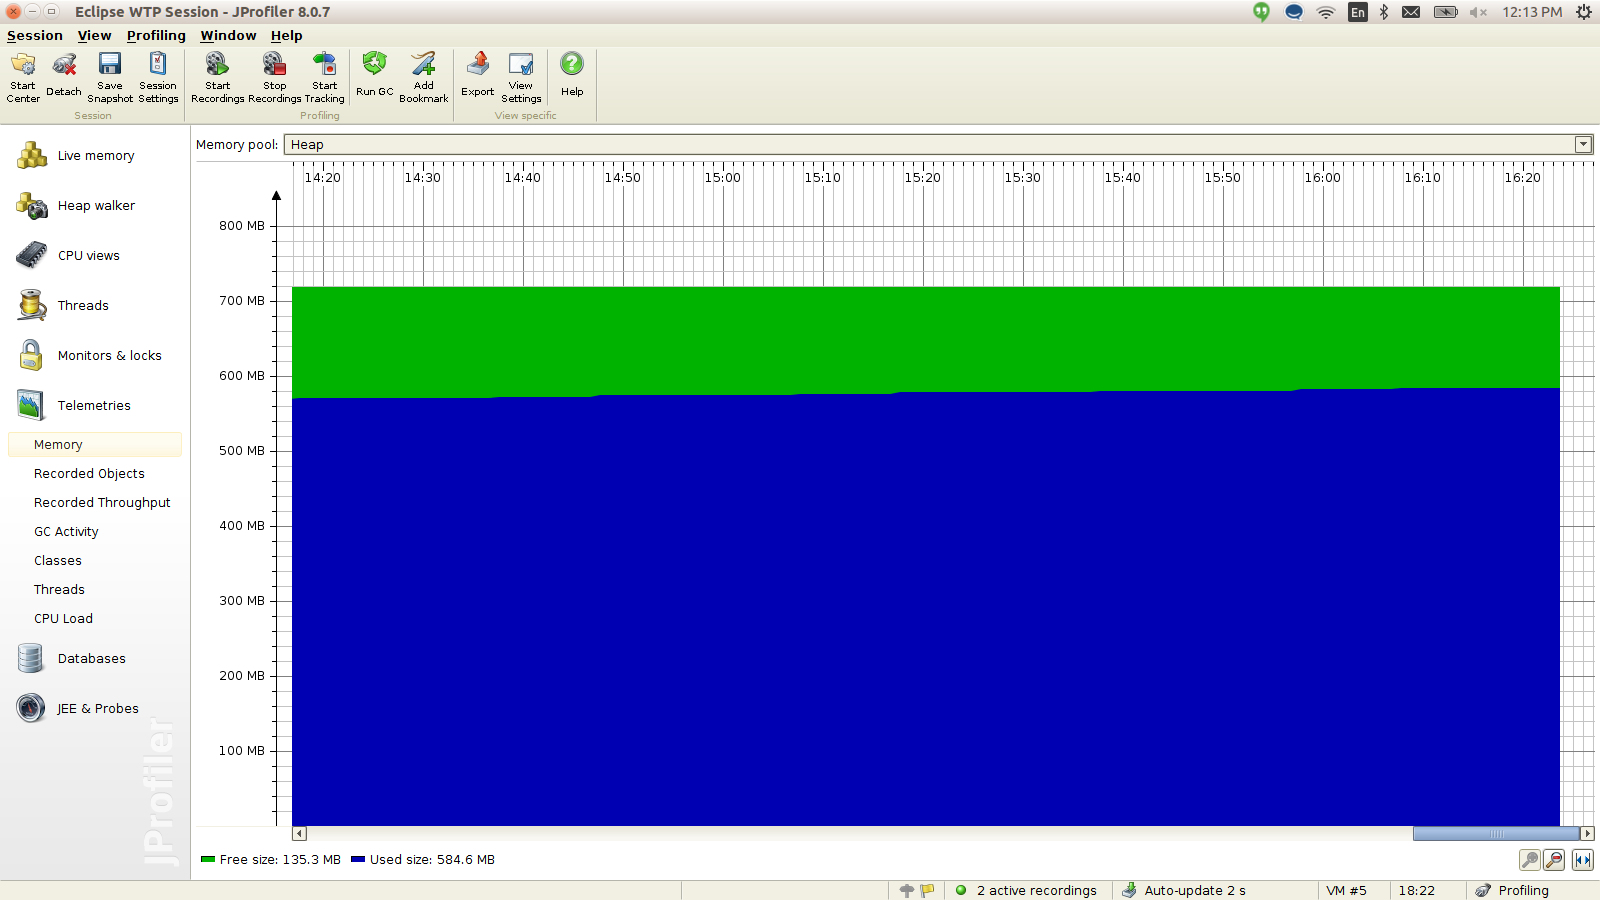 Eclipse WTP Session - JProfiler 8.0.7
En
12:13 PM
Session View Profiling Window Help
Start Center
Detach
Save Snapshot
Session Settings
Start Recordings
Stop Recordings
Start Tracking
Run GC
Add Bookmark
Export
View Settings
Help
Session
Profiling
View specific
Live memory
Heap walker
CPU views
Threads
Monitors & locks
Telemetries
Memory
Recorded Objects
Recorded Throughput
GC Activity
Classes
Threads
CPU Load
Databases
JEE & Probes
JProfiler
Memory pool: Heap
14:20 14:30 14:40 14:50 15:00 15:10 15:20 15:30 15:40 15:50 16:00 16:10 16:20
800 MB
700 MB
600 MB
500 MB
400 MB
300 MB
200 MB
100 MB
Free size: 135.3 MB Used size: 584.6 MB
2 active recordings Auto-update 2 s VM #5 18:22 Profiling